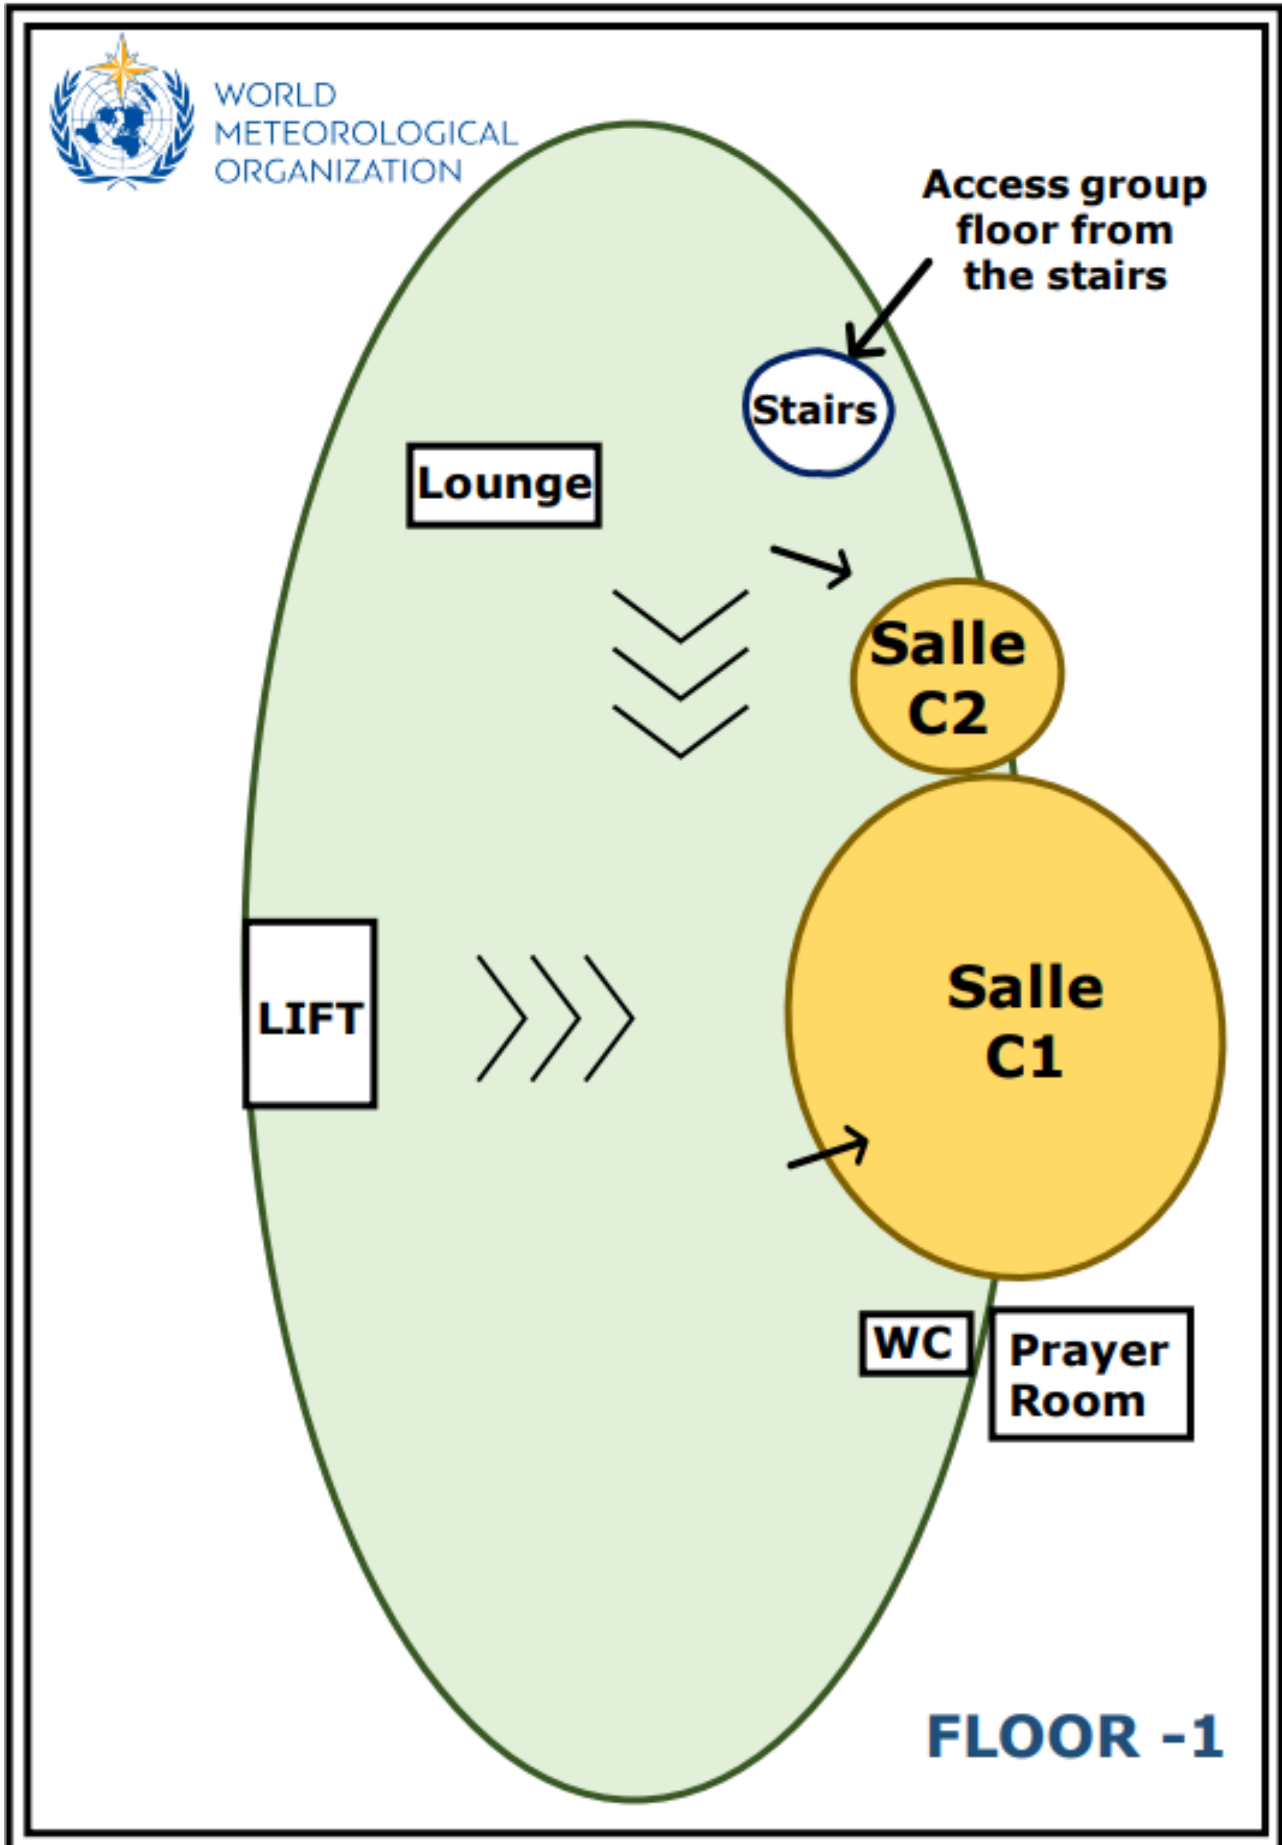 WORLD
METEOROLOGICAL
ORGANIZATION
Access group
floor from
the stairs
Stairs
Lounge
Salle
C2
LIFT
Salle
C1
WC
Prayer
Room
FLOOR -1